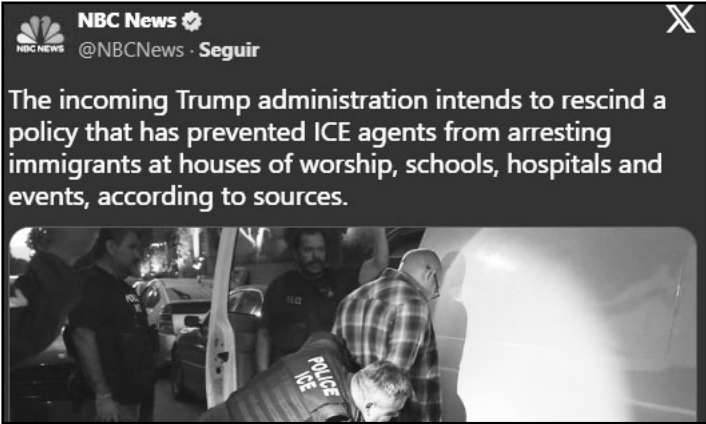 NBC News
NBC NEWS
@NBCNews · Seguir
X
The incoming Trump administration intends to rescind a
policy that has prevented ICE agents from arresting
immigrants at houses of worship, schools, hospitals and
events, according to sources.
POLICE
ICE